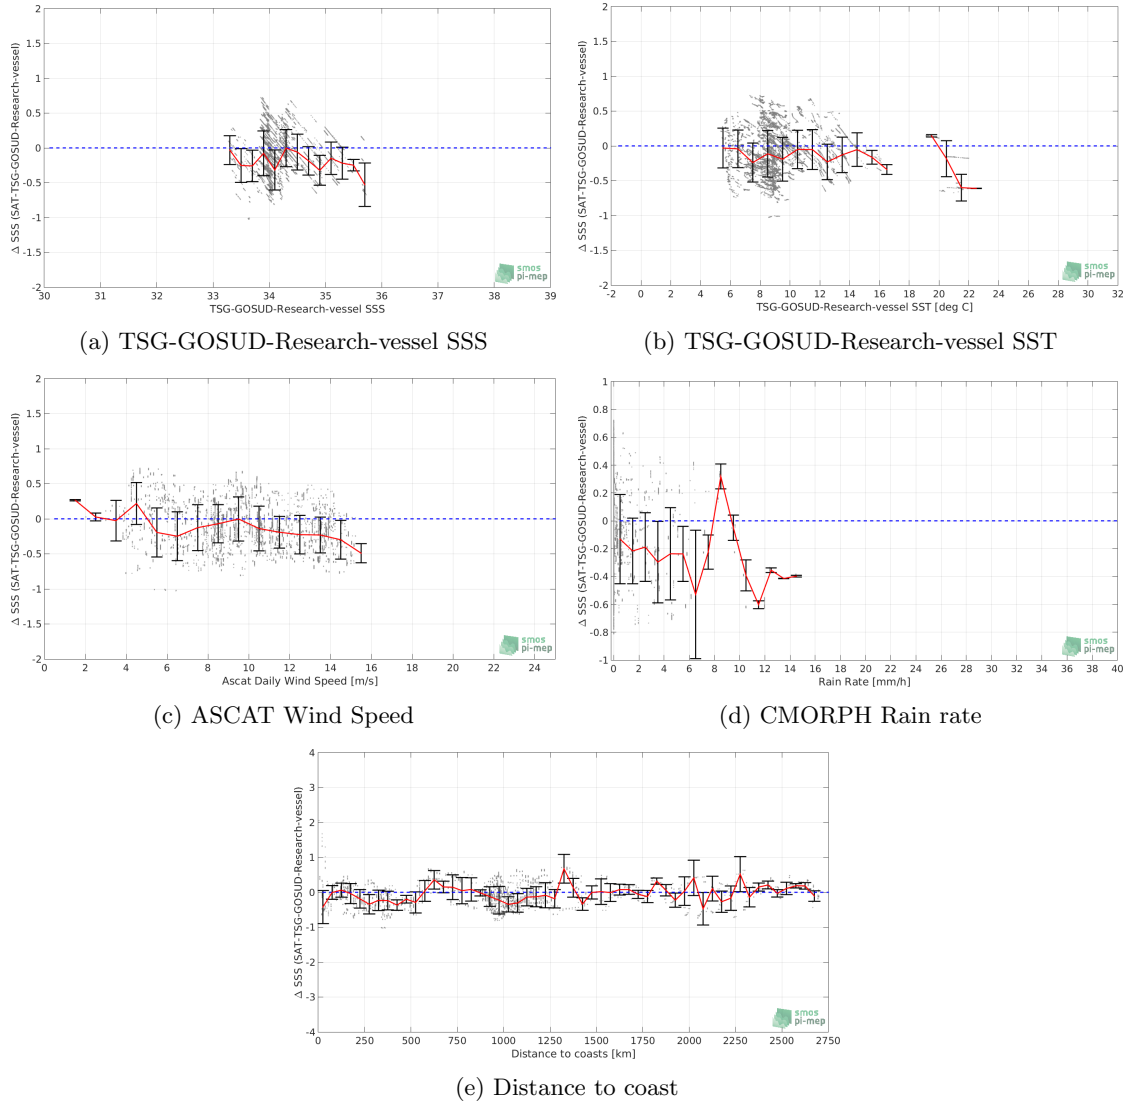 2
1.5
1
0.5
0
-0.5
-1
-1.5
-2
Δ SSS (SAT-TSG-GOSUD-Research-vessel)
30 31 32 33 34 35 36 37 38 39
TSG-GOSUD-Research-vessel SSS
smos
pi-mep
(a) TSG-GOSUD-Research-vessel SSS
2
1.5
1
0.5
0
-0.5
-1
-1.5
-2
Δ SSS (SAT-TSG-GOSUD-Research-vessel)
-2 0 2 4 6 8 10 12 14 16 18 20 22 24 26 28 30 32
TSG-GOSUD-Research-vessel SST [deg C]
smos
pi-mep
(b) TSG-GOSUD-Research-vessel SST
2
1.5
1
0.5
0
-0.5
-1
-1.5
-2
Δ SSS (SAT-TSG-GOSUD-Research-vessel)
0 2 4 6 8 10 12 14 16 18 20 22 24
Ascat Daily Wind Speed [m/s]
smos
pi-mep
(c) ASCAT Wind Speed
1
0.8
0.6
0.4
0.2
0
-0.2
-0.4
-0.6
-0.8
-1
Δ SSS (SAT-TSG-GOSUD-Research-vessel)
0 2 4 6 8 10 12 14 16 18 20 22 24 26 28 30 32 34 36 38 40
Rain Rate [mm/h]
smos
pi-mep
(d) CMORPH Rain rate
4
3
2
1
0
-1
-2
-3
-4
Δ SSS (SAT-TSG-GOSUD-Research-vessel)
0 250 500 750 1000 1250 1500 1750 2000 2250 2500 2750
Distance to coasts [km]
smos
pi-mep
(e) Distance to coast